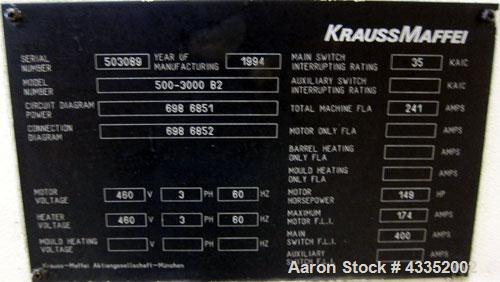 KRAUSSMAFFEI
SERIAL NUMBER 503089 YEAR OF MANUFACTURING 1994
MODEL NUMBER 500-3000 B2
CIRCUIT DIAGRAM POWER 698 6851
CONNECTION DIAGRAM 698 6852
MOTOR VOLTAGE 460 V 3 PH 60 HZ
HEATER VOLTAGE 460 V 3 PH 60 HZ
MOULD HEATING VOLTAGE V PH HZ
Krauss-Maffei Aktiengesellschaft-München
MAIN SWITCH INTERRUPTING RATING 35 KAIC
AUXILIARY SWITCH INTERRUPTING RATING KAIC
TOTAL MACHINE FLA 241 AMPS
MOTOR ONLY FLA AMPS
BARREL HEATING ONLY FLA AMPS
MOULD HEATING ONLY FLA AMPS
MOTOR HORSEPOWER 149 HP
MAXIMUM MOTOR F.L.I. 174 AMPS
MAIN SWITCH F.L.I. 400 AMPS
AUXILIARY SWITCH F.L.I. AMPS
Aaron Stock # 43352002